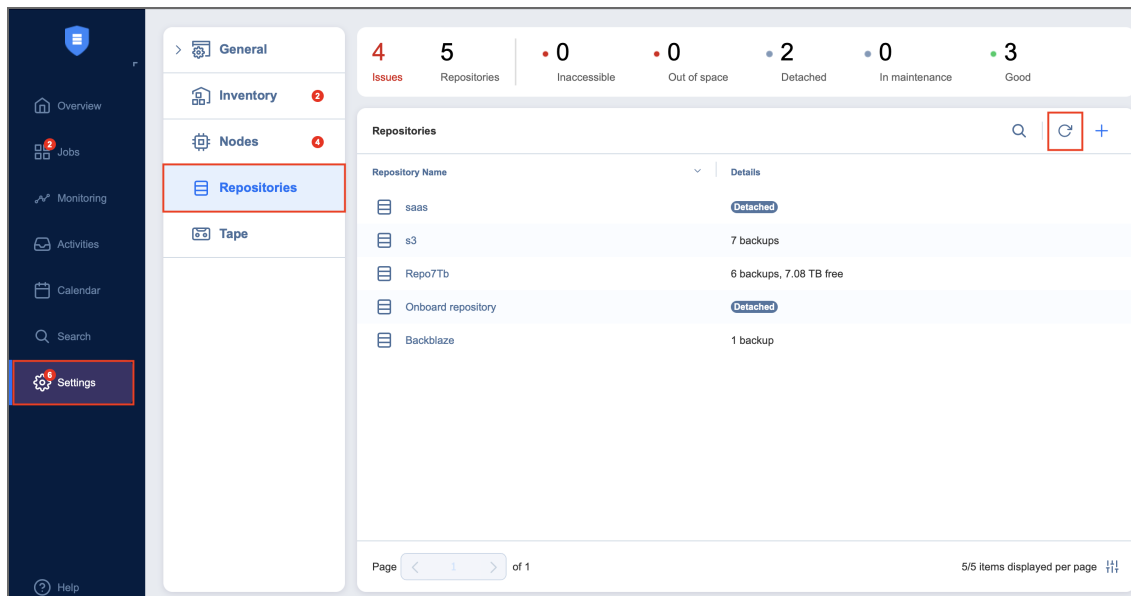 Overview
2
Jobs
Monitoring
Activities
Calendar
Search
6
Settings
Help
General
Inventory 2
Nodes 4
Repositories
Tape
4 5 0 0 2 0 3
Issues Repositories Inaccessible Out of space Detached In maintenance Good
Repositories
Repository Name Details
saas Detached
s3 7 backups
Repo7Tb 6 backups, 7.08 TB free
Onboard repository Detached
Backblaze 1 backup
Page 1 of 1 5/5 items displayed per page